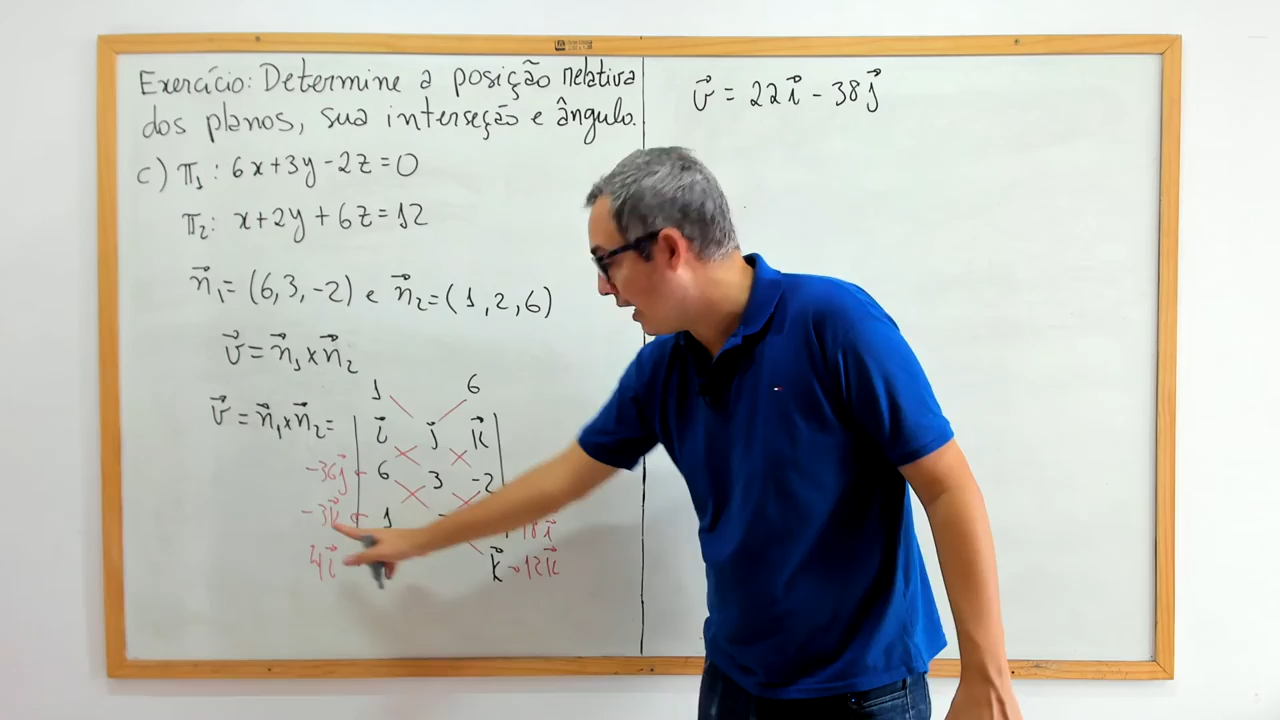 Exercício: Determine a posição relativa
dos planos, sua interseção e ângulo.
c) π₁: 6x+3y-2z=0
π₂: x+2y+6z=12
n⃗₁=(6,3,-2) e n⃗₂=(1,2,6)
v⃗=n⃗₁×n⃗₂
1 6
v⃗=n⃗₁×n⃗₂= | i⃗ j⃗ k⃗ |
-36j⃗ 6 3 -2
-3k⃗ 1
18i⃗
4i⃗ k⃗ 12k⃗
v⃗ = 22i⃗ - 38j⃗